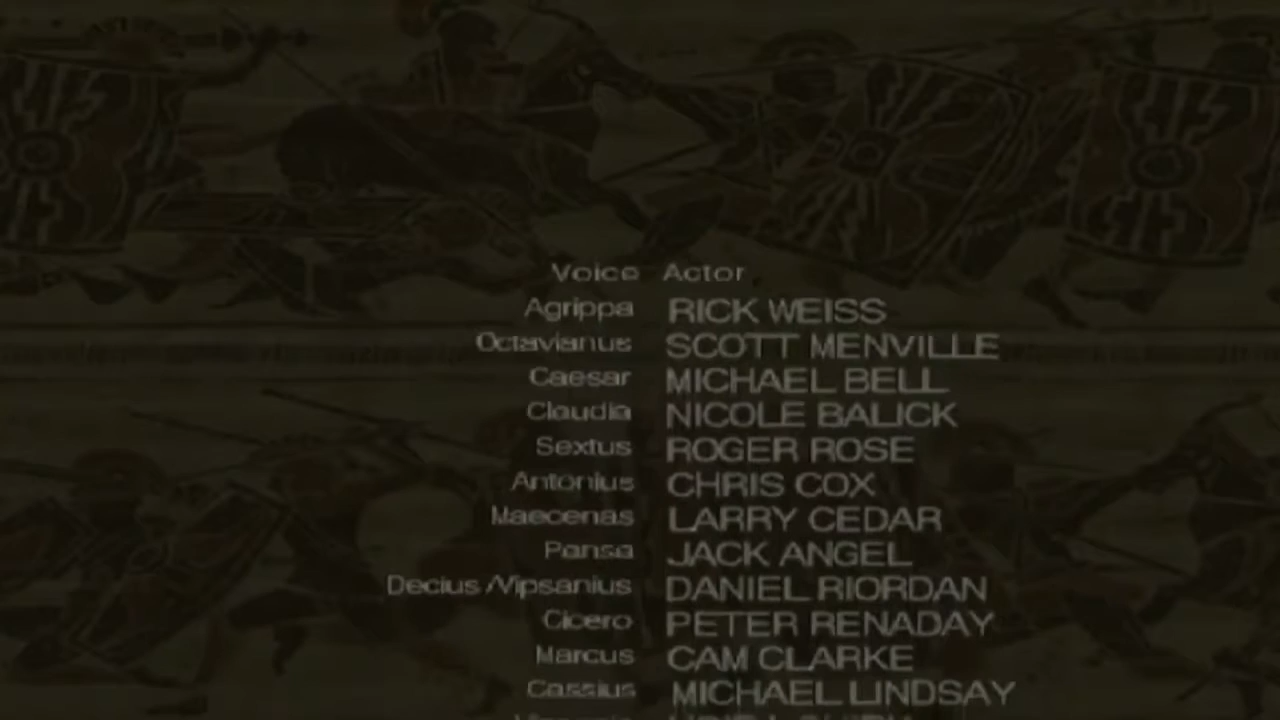 Voice Actor
Agrippa RICK WEISS
Octavianus SCOTT MENVILLE
Caesar MICHAEL BELL
Claudia NICOLE BALICK
Sextus ROGER ROSE
Antonius CHRIS COX
Maecenas LARRY CEDAR
Pansa JACK ANGEL
Decius /Vipsanius DANIEL RIORDAN
Cicero PETER RENADAY
Marcus CAM CLARKE
Cassius MICHAEL LINDSAY